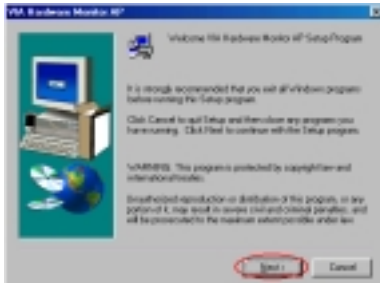 VIA Hardware Monitor AP
Welcome VIA Hardware Monitor AP Setup Program
It is strongly recommended that you exit all Windows programs
before running this Setup program.
Click Cancel to quit Setup and then close any programs you
have running. Click Next to continue with the Setup program.
WARNING: This program is protected by copyright law and
international treaties.
Unauthorized reproduction or distribution of this program, or any
portion of it, may result in severe civil and criminal penalties, and
will be prosecuted to the maximum extent possible under law.
Next >
Cancel